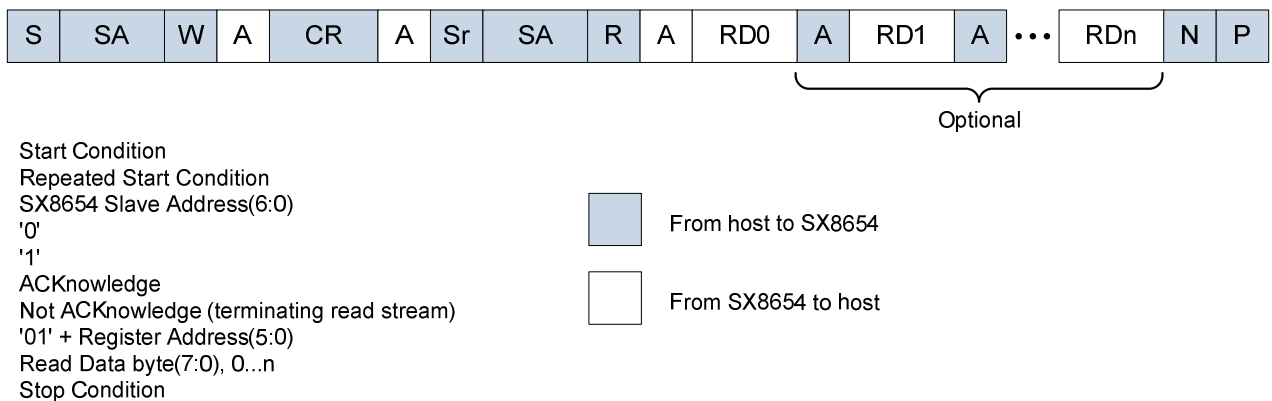 S SA W A CR A Sr SA R A RD0 A RD1 A ••• RDn N P
Optional
Start Condition
Repeated Start Condition
SX8654 Slave Address(6:0)
'0'
'1'
ACKnowledge
Not ACKnowledge (terminating read stream)
'01' + Register Address(5:0)
Read Data byte(7:0), 0...n
Stop Condition
From host to SX8654
From SX8654 to host